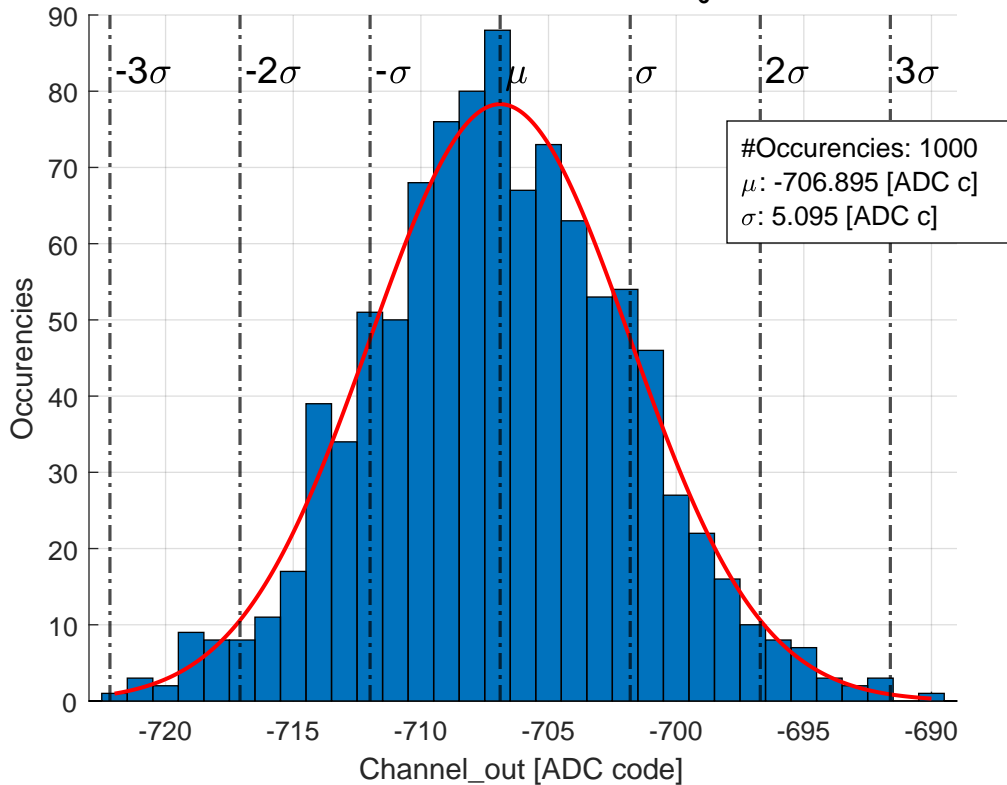 90
80
70
60
50
40
30
20
10
0
-3σ
-2σ
-σ
μ
σ
2σ
3σ
#Occurencies: 1000
μ: -706.895 [ADC c]
σ: 5.095 [ADC c]
Occurencies
-720
-715
-710
-705
-700
-695
-690
Channel_out [ADC code]